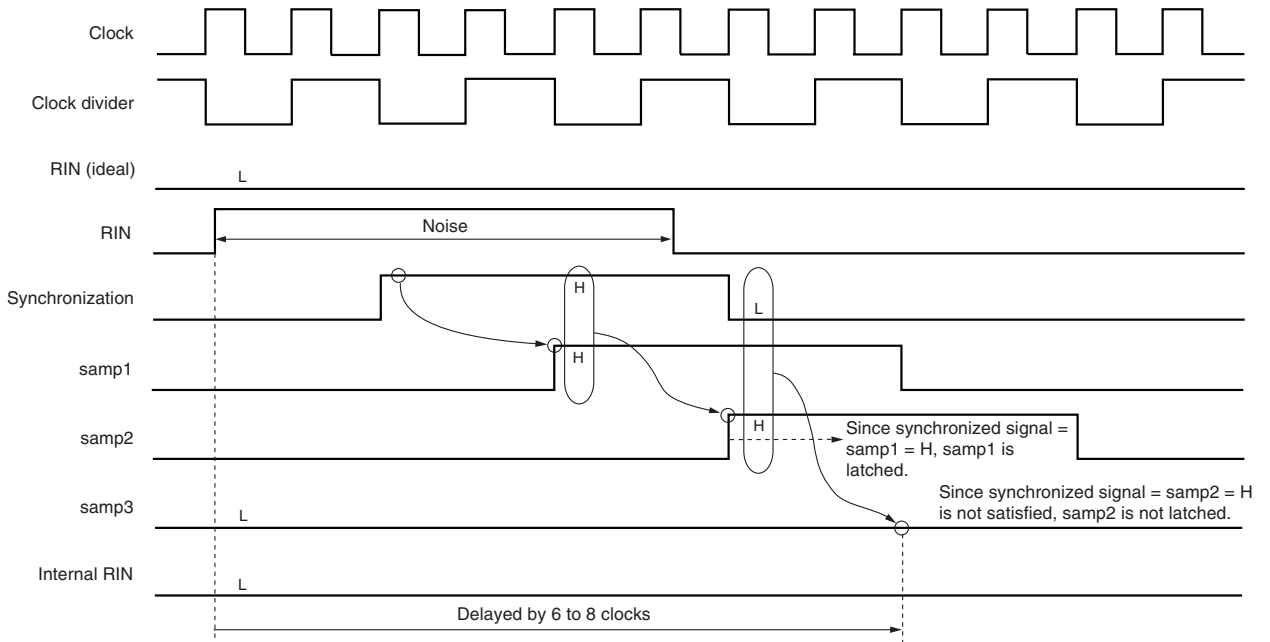 Clock
Clock divider
RIN (ideal)
L
RIN
Noise
Synchronization
H
L
samp1
H
samp2
H
Since synchronized signal =
samp1 = H, samp1 is
latched.
samp3
L
Since synchronized signal = samp2 = H
is not satisfied, samp2 is not latched.
Internal RIN
L
Delayed by 6 to 8 clocks